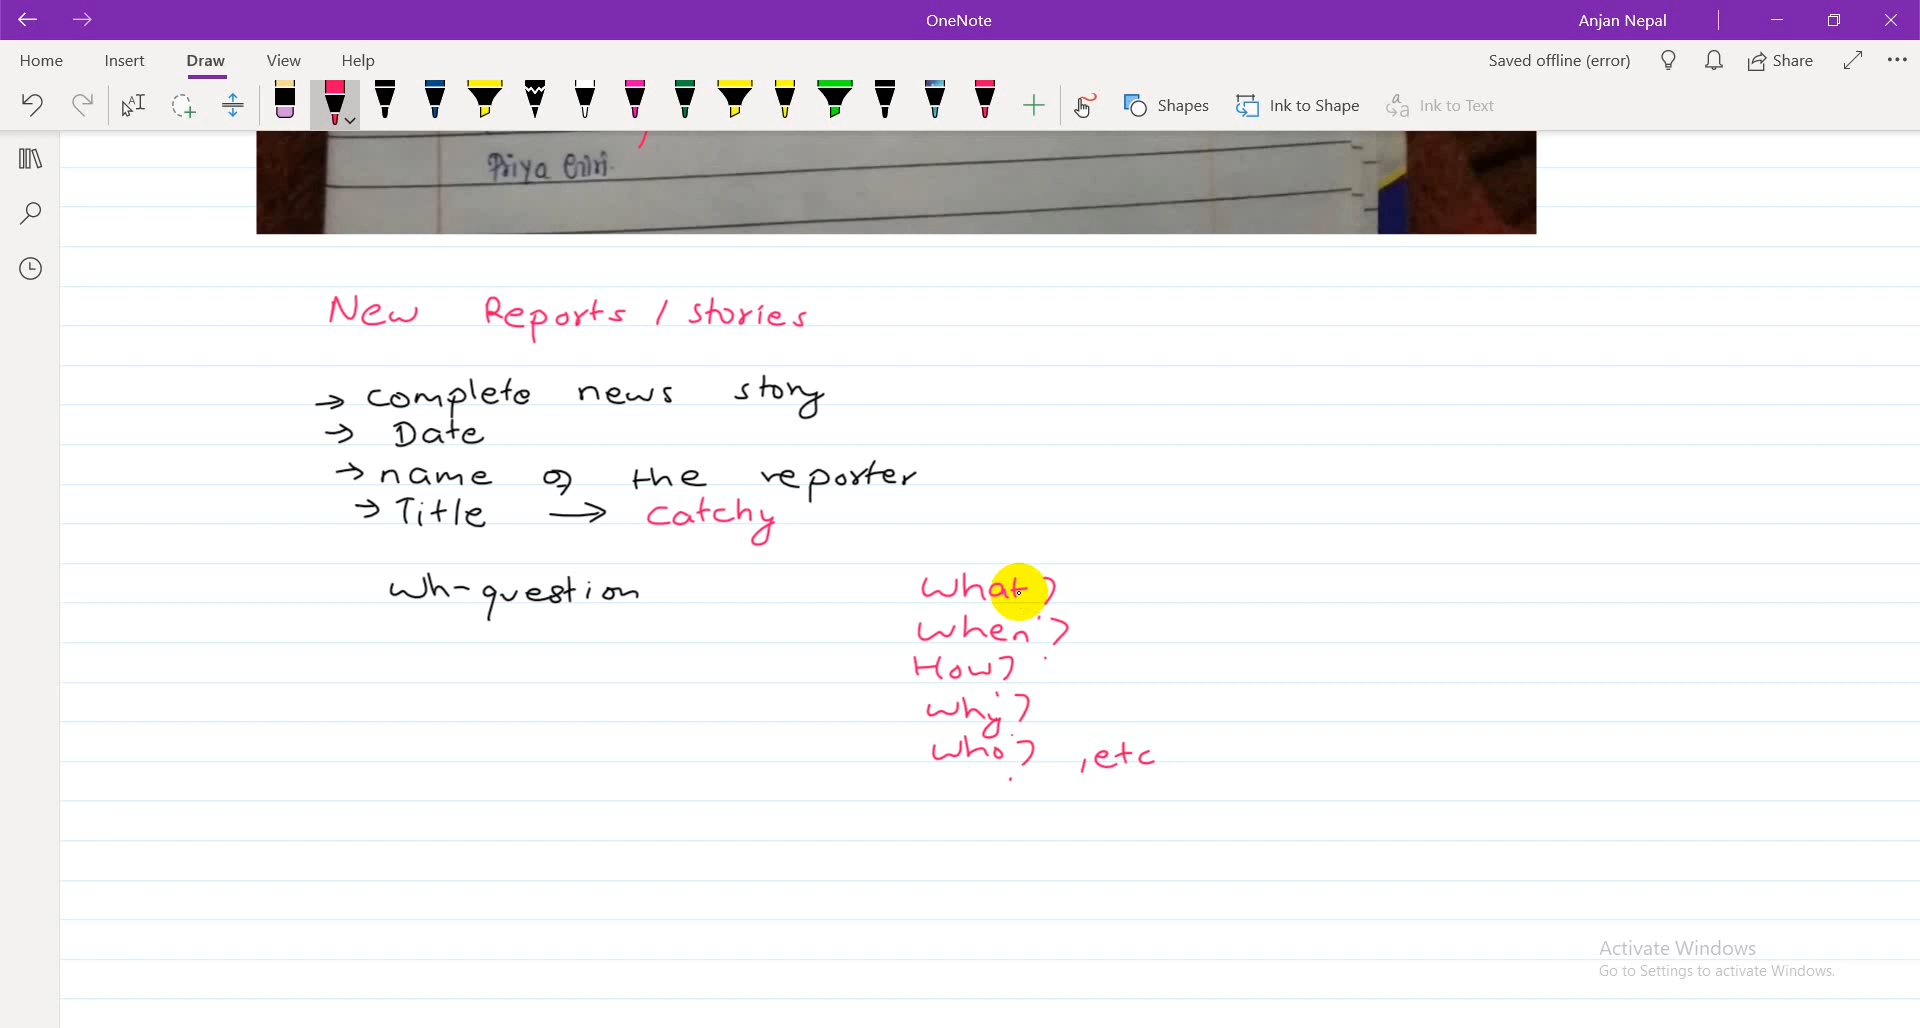 OneNote
Anjan Nepal
Home Insert Draw View Help
Saved offline (error)
Share
Shapes
Ink to Shape
Ink to Text
Priya Giri.
New Reports / stories
→ complete news story
→ Date
→ name of the reporter
→ Title → catchy
Wh-question
What?
When?
How?
Why?
Who? , etc
Activate Windows
Go to Settings to activate Windows.